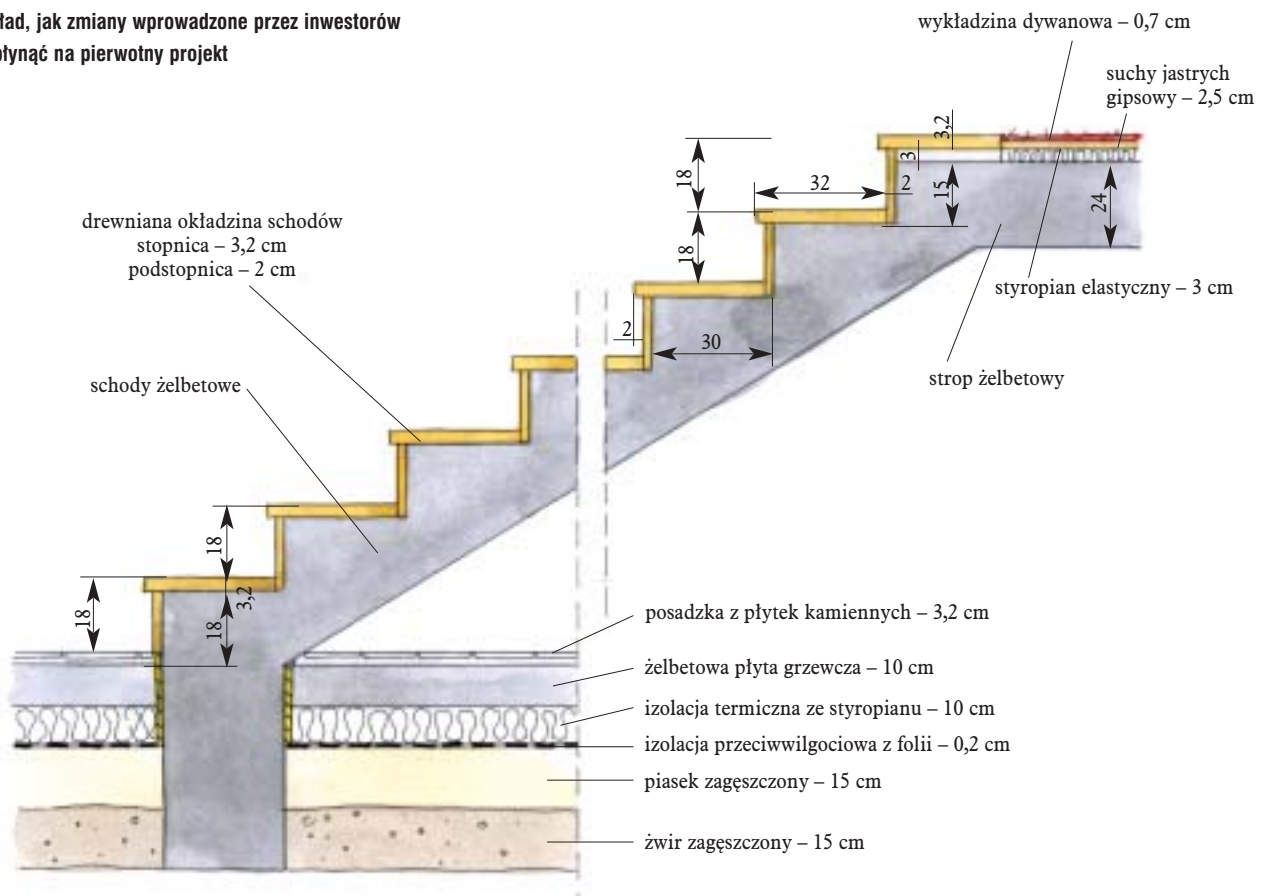 ład, jak zmiany wprowadzone przez inwestorów
płynąć na pierwotny projekt
wykładzina dywanowa – 0,7 cm
suchy jastrych
gipsowy – 2,5 cm
3,2
3
18
32
2
15
24
drewniana okładzina schodów
stopnica – 3,2 cm
podstopnica – 2 cm
18
styropian elastyczny – 3 cm
2
30
strop żelbetowy
schody żelbetowe
18
3,2
18
18
posadzka z płytek kamiennych – 3,2 cm
żelbetowa płyta grzewcza – 10 cm
izolacja termiczna ze styropianu – 10 cm
izolacja przeciwwilgociowa z folii – 0,2 cm
piasek zagęszczony – 15 cm
żwir zagęszczony – 15 cm